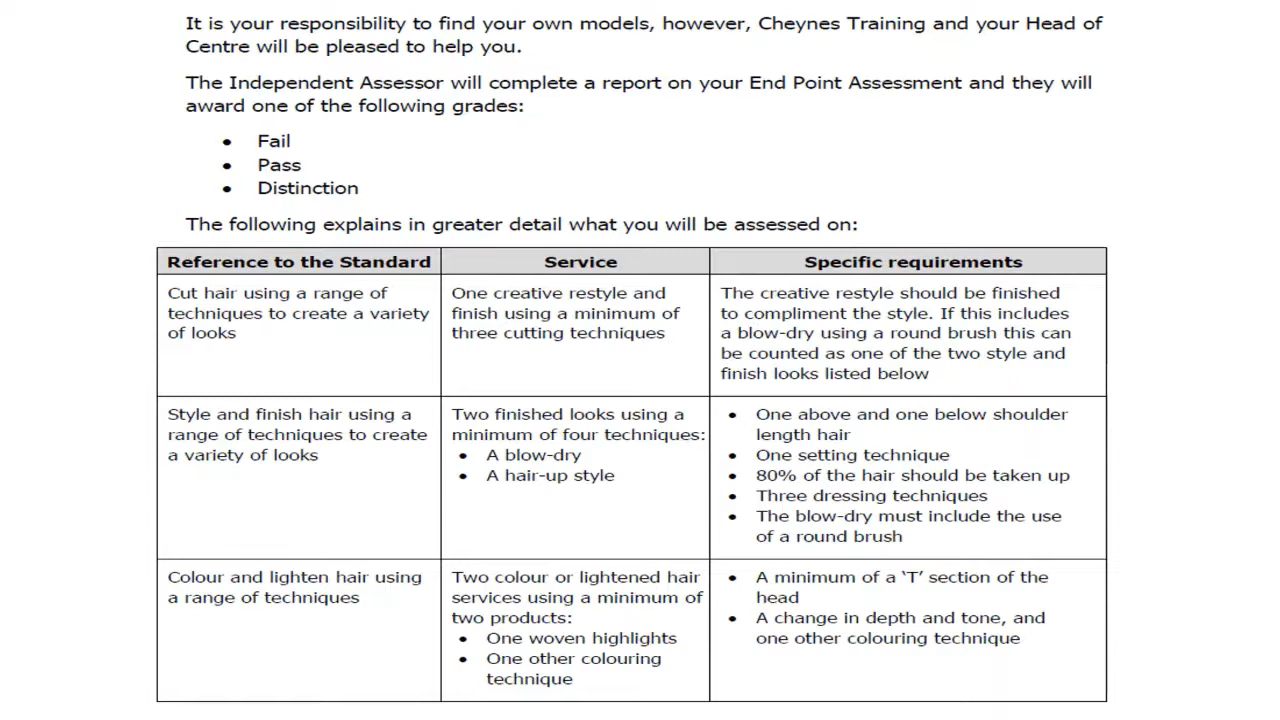 It is your responsibility to find your own models, however, Cheynes Training and your Head of
Centre will be pleased to help you.
The Independent Assessor will complete a report on your End Point Assessment and they will
award one of the following grades:
• Fail
• Pass
• Distinction
The following explains in greater detail what you will be assessed on:
Reference to the Standard
Service
Specific requirements
Cut hair using a range of
techniques to create a variety
of looks
One creative restyle and
finish using a minimum of
three cutting techniques
The creative restyle should be finished
to compliment the style. If this includes
a blow-dry using a round brush this can
be counted as one of the two style and
finish looks listed below
Style and finish hair using a
range of techniques to create
a variety of looks
Two finished looks using a
minimum of four techniques:
• A blow-dry
• A hair-up style
• One above and one below shoulder
length hair
• One setting technique
• 80% of the hair should be taken up
• Three dressing techniques
• The blow-dry must include the use
of a round brush
Colour and lighten hair using
a range of techniques
Two colour or lightened hair
services using a minimum of
two products:
• One woven highlights
• One other colouring
technique
• A minimum of a ‘T’ section of the
head
• A change in depth and tone, and
one other colouring technique